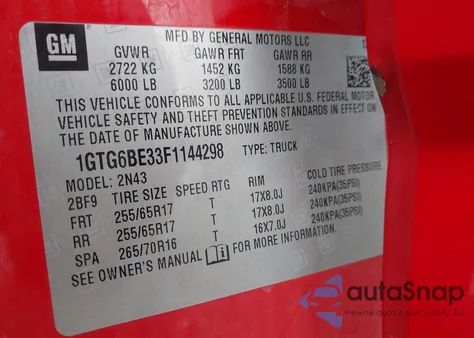 GM
MFD BY GENERAL MOTORS LLC
GVWR GAWR FRT GAWR RR
2722 KG 1452 KG 1588 KG
6000 LB 3200 LB 3500 LB
THIS VEHICLE CONFORMS TO ALL APPLICABLE U.S. FEDERAL MOTOR
VEHICLE SAFETY AND THEFT PREVENTION STANDARDS IN EFFECT ON
THE DATE OF MANUFACTURE SHOWN ABOVE.
1GTG6BE33F1144298 TYPE: TRUCK
MODEL: 2N43
2BF9 TIRE SIZE SPEED RTG RIM COLD TIRE PRESSURE
FRT 255/65R17 T 17X8.0J 240KPA(35PSI)
RR 255/65R17 T 17X8.0J 240KPA(35PSI)
SPA 265/70R16 T 16X7.0J 240KPA(35PSI)
SEE OWNER'S MANUAL
autoSnap